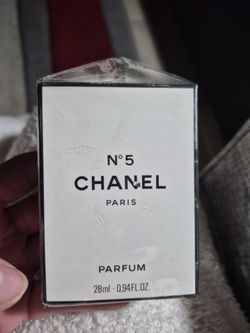 N°5
CHANEL
PARIS
PARFUM
28ml - 0.94FL.OZ.